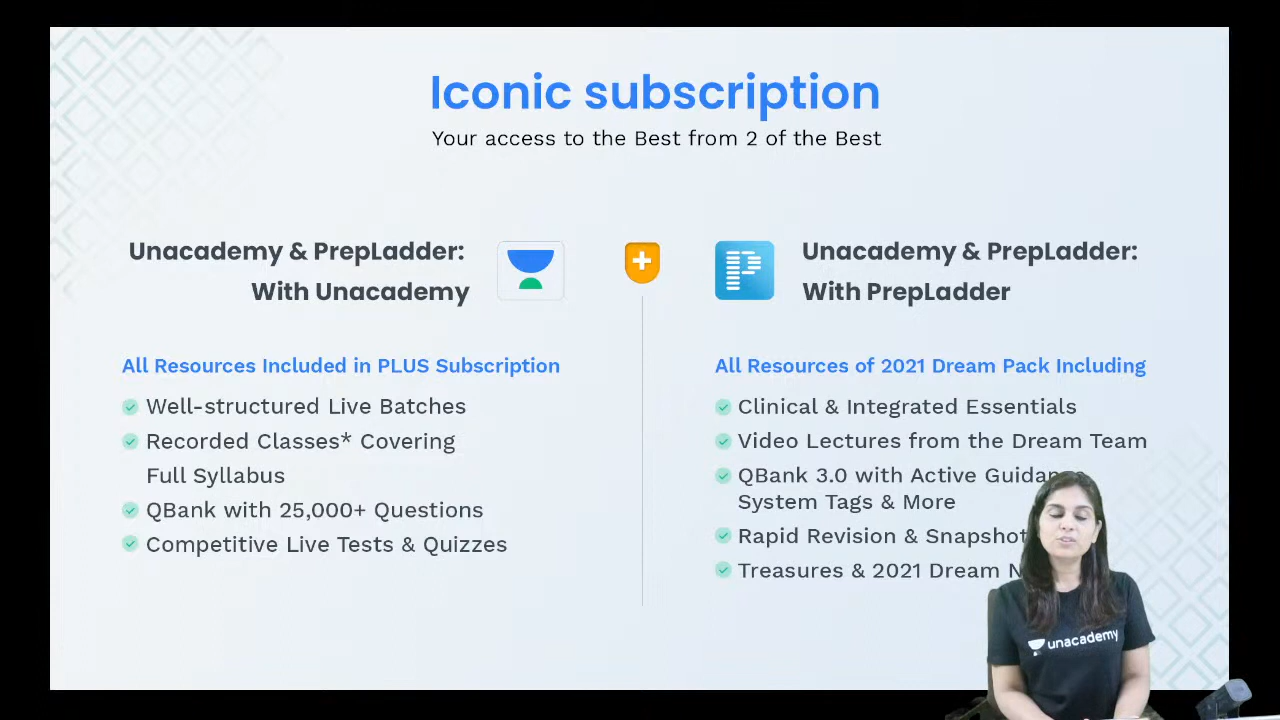 Iconic subscription
Your access to the Best from 2 of the Best
Unacademy & PrepLadder:
With Unacademy
All Resources Included in PLUS Subscription
Well-structured Live Batches
Recorded Classes* Covering
Full Syllabus
QBank with 25,000+ Questions
Competitive Live Tests & Quizzes
Unacademy & PrepLadder:
With PrepLadder
All Resources of 2021 Dream Pack Including
Clinical & Integrated Essentials
Video Lectures from the Dream Team
QBank 3.0 with Active Guidance
System Tags & More
Rapid Revision & Snapshot
Treasures & 2021 Dream
unacademy